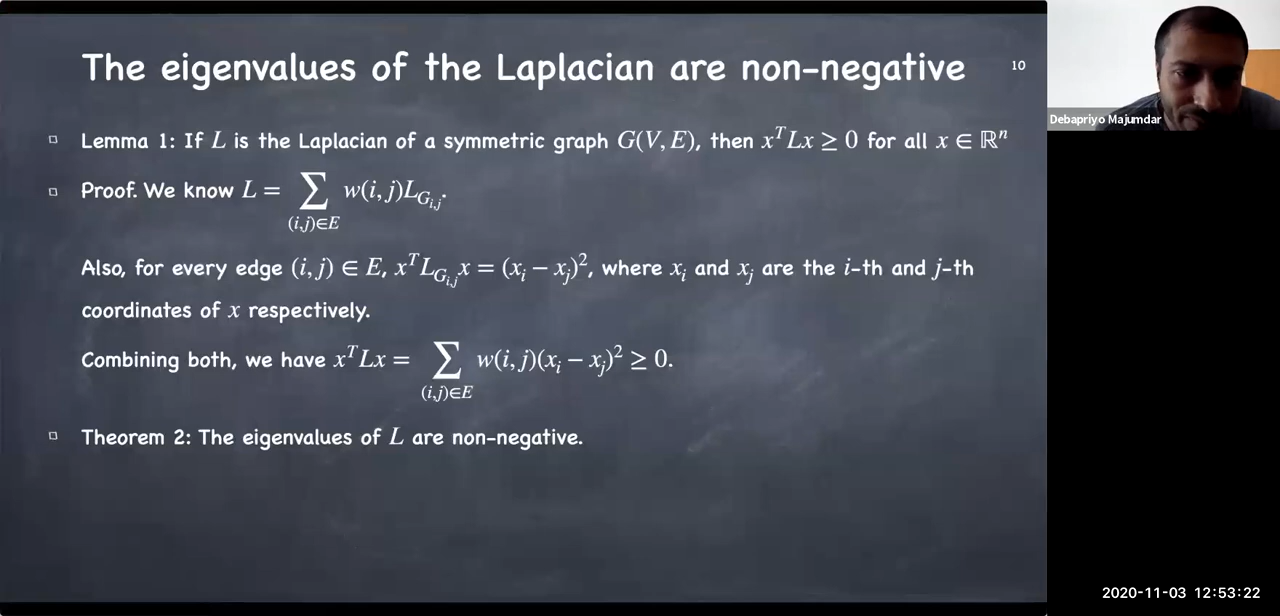 The eigenvalues of the Laplacian are non-negative
10
Lemma 1: If L is the Laplacian of a symmetric graph G(V, E), then x^T Lx ≥ 0 for all x ∈ ℝ^n
Proof. We know L = ∑_{(i,j)∈E} w(i, j)L_{G_{i,j}}.
Also, for every edge (i, j) ∈ E, x^T L_{G_{i,j}} x = (x_i − x_j)^2, where x_i and x_j are the i-th and j-th
coordinates of x respectively.
Combining both, we have x^T Lx = ∑_{(i,j)∈E} w(i, j)(x_i − x_j)^2 ≥ 0.
Theorem 2: The eigenvalues of L are non-negative.
Debapriyo Majumdar
2020-11-03 12:53:22